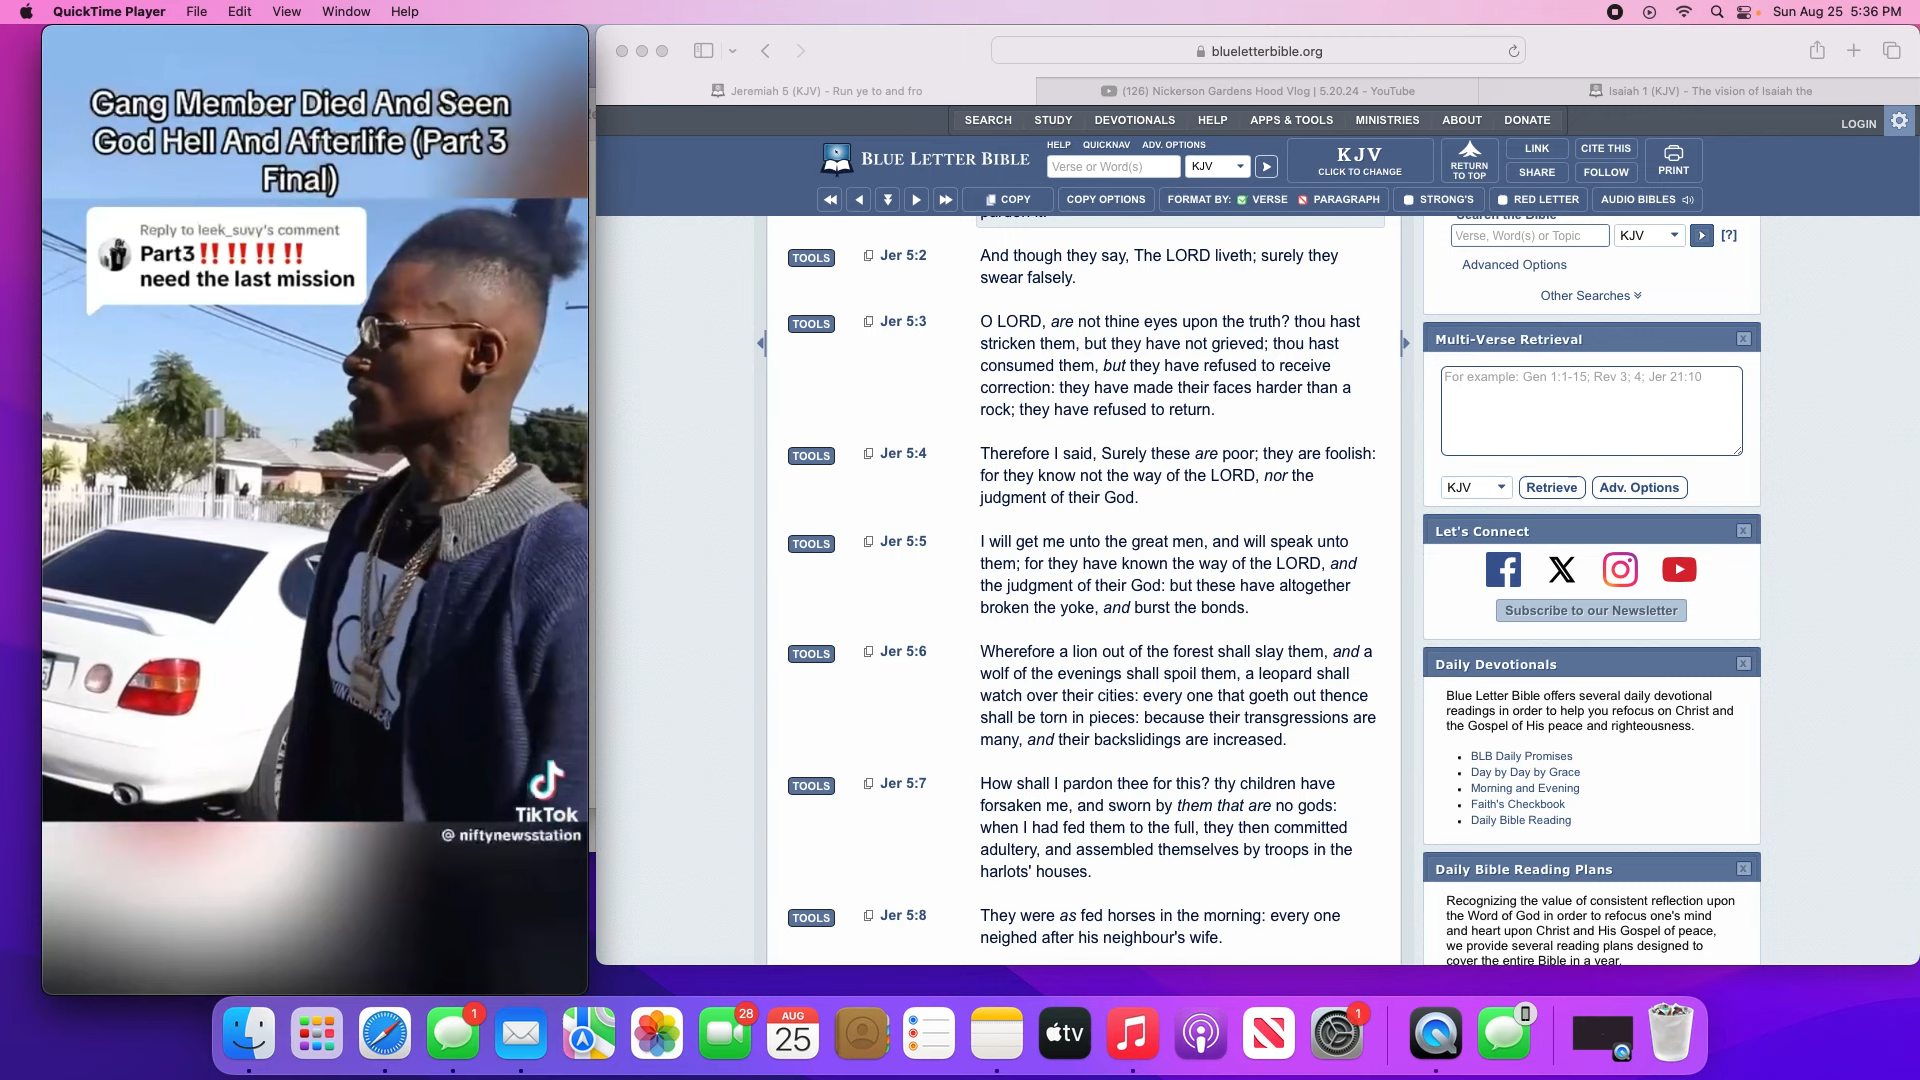 QuickTime Player File Edit View Window Help
Sun Aug 25 5:36 PM
Gang Member Died And Seen
God Hell And Afterlife (Part 3
Final)
Reply to leek_suvy's comment
Part3‼️‼️‼️‼️
need the last mission
TikTok
@ niftynewsstation
blueletterbible.org
Jeremiah 5 (KJV) - Run ye to and fro
(126) Nickerson Gardens Hood Vlog | 5.20.24 - YouTube
Isaiah 1 (KJV) - The vision of Isaiah the
SEARCH STUDY DEVOTIONALS HELP APPS & TOOLS MINISTRIES ABOUT DONATE
LOGIN
BLUE LETTER BIBLE
HELP QUICKNAV ADV. OPTIONS
Verse or Word(s) KJV
KJV
CLICK TO CHANGE
RETURN
TO TOP
LINK CITE THIS
SHARE FOLLOW
PRINT
COPY COPY OPTIONS FORMAT BY: VERSE PARAGRAPH STRONG'S RED LETTER AUDIO BIBLES
TOOLS Jer 5:2 And though they say, The LORD liveth; surely they
swear falsely.
TOOLS Jer 5:3 O LORD, are not thine eyes upon the truth? thou hast
stricken them, but they have not grieved; thou hast
consumed them, but they have refused to receive
correction: they have made their faces harder than a
rock; they have refused to return.
TOOLS Jer 5:4 Therefore I said, Surely these are poor; they are foolish:
for they know not the way of the LORD, nor the
judgment of their God.
TOOLS Jer 5:5 I will get me unto the great men, and will speak unto
them; for they have known the way of the LORD, and
the judgment of their God: but these have altogether
broken the yoke, and burst the bonds.
TOOLS Jer 5:6 Wherefore a lion out of the forest shall slay them, and a
wolf of the evenings shall spoil them, a leopard shall
watch over their cities: every one that goeth out thence
shall be torn in pieces: because their transgressions are
many, and their backslidings are increased.
TOOLS Jer 5:7 How shall I pardon thee for this? thy children have
forsaken me, and sworn by them that are no gods:
when I had fed them to the full, they then committed
adultery, and assembled themselves by troops in the
harlots' houses.
TOOLS Jer 5:8 They were as fed horses in the morning: every one
neighed after his neighbour's wife.
Search the Bible
Verse, Word(s) or Topic KJV [?]
Advanced Options
Other Searches
Multi-Verse Retrieval
For example: Gen 1:1-15; Rev 3; 4; Jer 21:10
KJV Retrieve Adv. Options
Let's Connect
Subscribe to our Newsletter
Daily Devotionals
Blue Letter Bible offers several daily devotional
readings in order to help you refocus on Christ and
the Gospel of His peace and righteousness.
BLB Daily Promises
Day by Day by Grace
Morning and Evening
Faith's Checkbook
Daily Bible Reading
Daily Bible Reading Plans
Recognizing the value of consistent reflection upon
the Word of God in order to refocus one's mind
and heart upon Christ and His Gospel of peace,
we provide several reading plans designed to
cover the entire Bible in a year.
1
28
AUG
25
tv
1